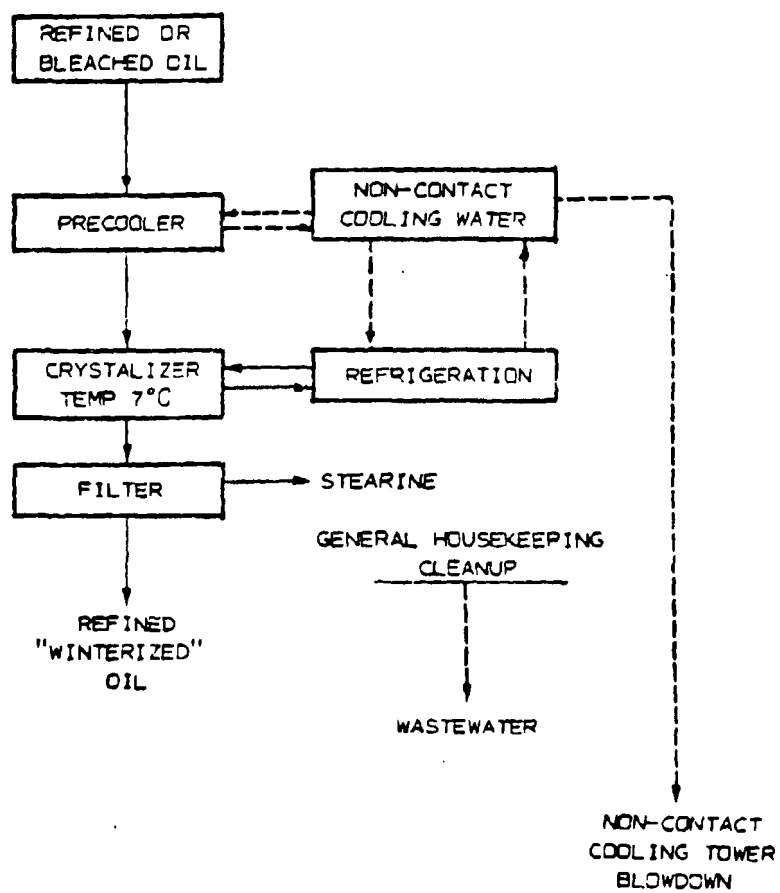 REFINED OR
BLEACHED OIL
PRECOOLER
NON-CONTACT
COOLING WATER
CRYSTALIZER
TEMP 7°C
REFRIGERATION
FILTER
STEARINE
GENERAL HOUSEKEEPING
CLEANUP
REFINED
"WINTERIZED"
OIL
WASTEWATER
NON-CONTACT
COOLING TOWER
BLOWDOWN